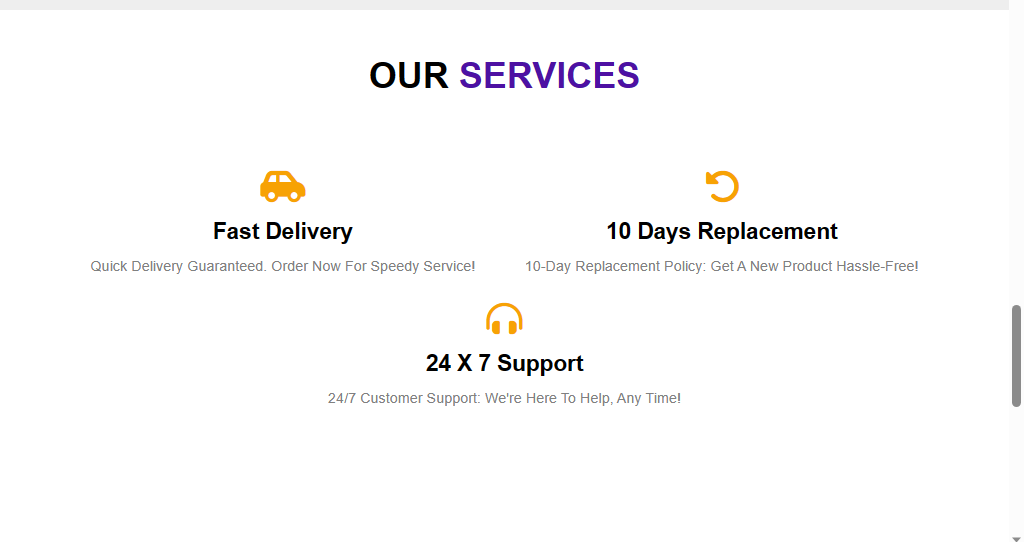 OUR SERVICES
Fast Delivery
Quick Delivery Guaranteed. Order Now For Speedy Service!
10 Days Replacement
10-Day Replacement Policy: Get A New Product Hassle-Free!
24 X 7 Support
24/7 Customer Support: We're Here To Help, Any Time!